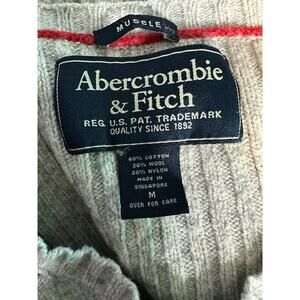 MUSCLE
Abercrombie
& Fitch
REG. U.S. PAT. TRADEMARK
QUALITY SINCE 1892
60% COTTON
20% WOOL
20% NYLON
MADE IN
SINGAPORE
M
OVER FOR CARE